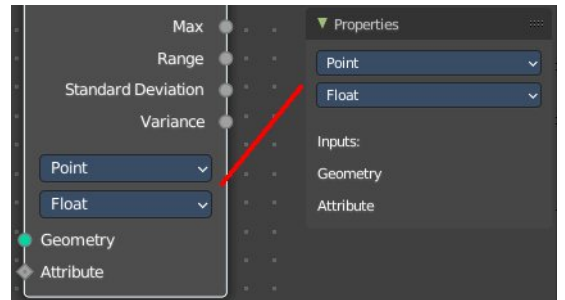 Max
Range
Standard Deviation
Variance
Point
Float
Geometry
Attribute
Properties
Point
Float
Inputs:
Geometry
Attribute